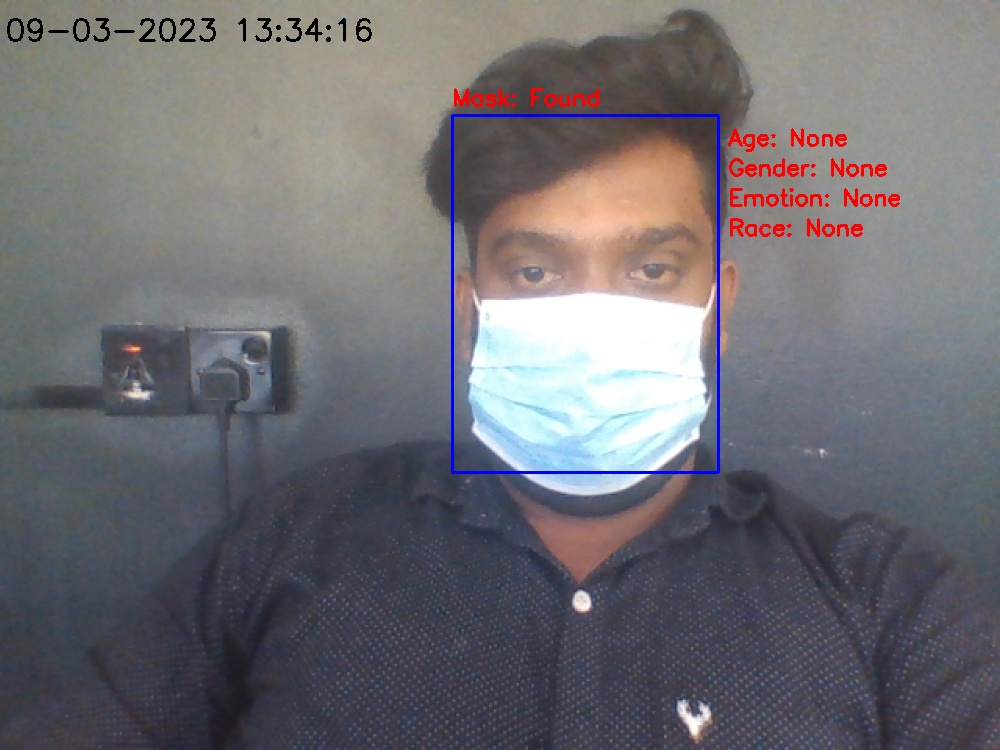 09-03-2023 13:34:16
Mask: Found
Age: None
Gender: None
Emotion: None
Race: None